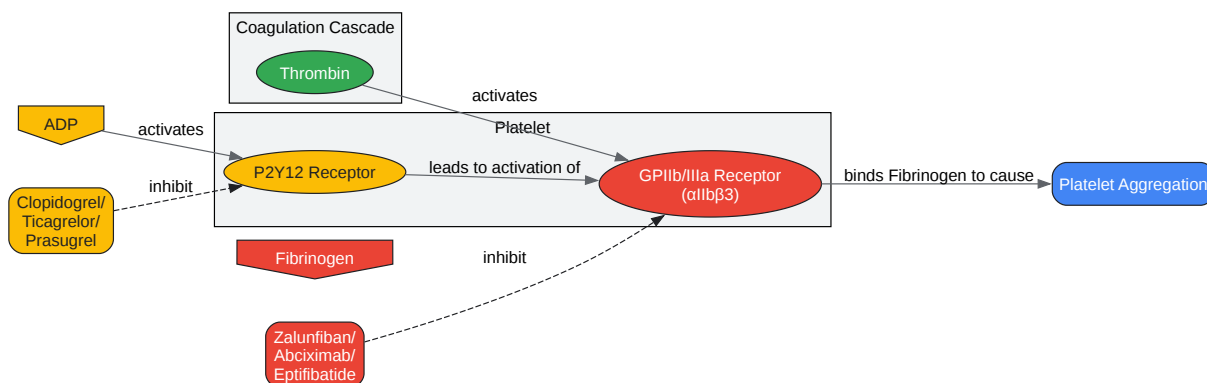 Coagulation Cascade
Thrombin
activates
ADP
activates
Platelet
P2Y12 Receptor
leads to activation of
GPIIb/IIIa Receptor
(αIIbβ3)
binds Fibrinogen to cause
Platelet Aggregation
inhibit
Clopidogrel/
Ticagrelor/
Prasugrel
Fibrinogen
inhibit
Zalunfiban/
Abciximab/
Eptifibatide